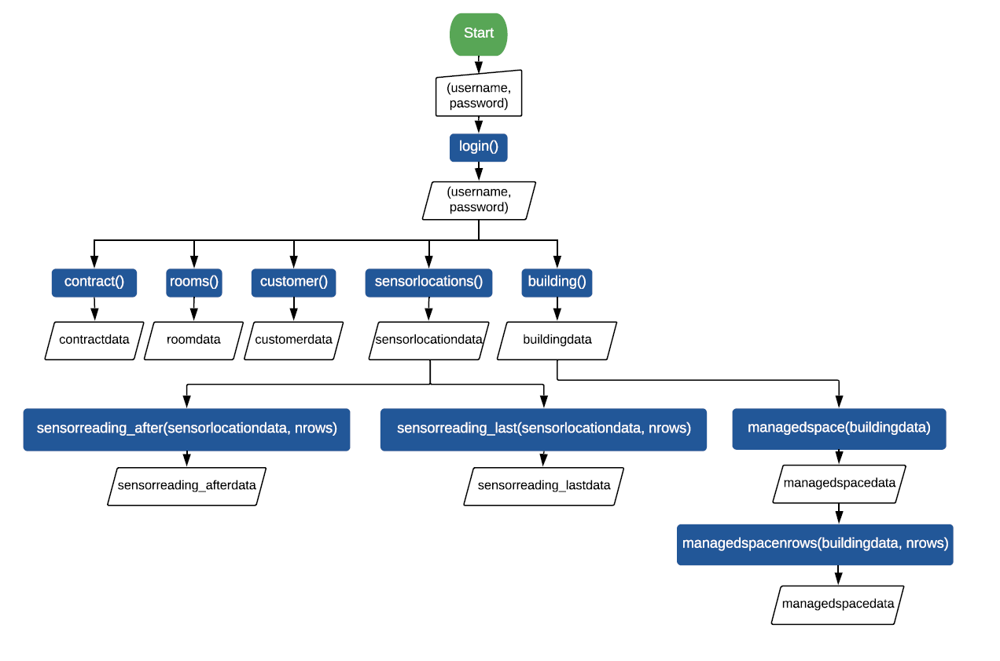 Start
(username,
password)
login()
(username,
password)
contract()
rooms()
customer()
sensorlocations()
building()
contractdata
roomdata
customerdata
sensorlocationdata
buildingdata
sensorreading_after(sensorlocationdata, nrows)
sensorreading_last(sensorlocationdata, nrows)
managedspace(buildingdata)
sensorreading_afterdata
sensorreading_lastdata
managedspacedata
managedspacenrows(buildingdata, nrows)
managedspacedata